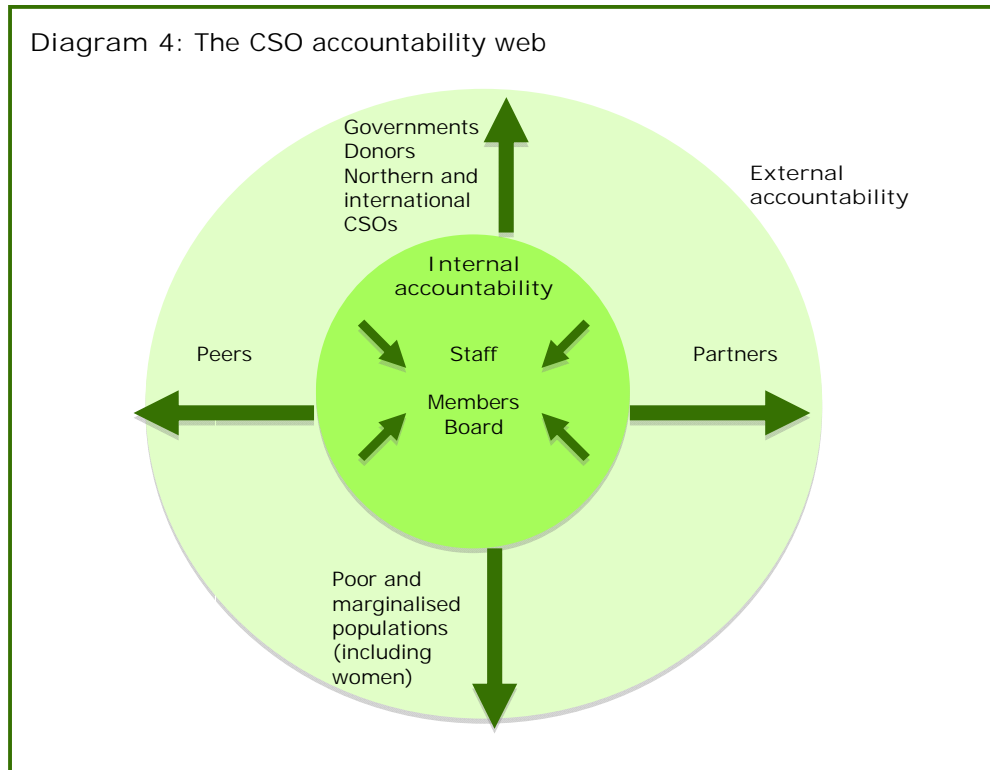 Diagram 4: The CSO accountability web
Governments
Donors
Northern and
international
CSOs
External
accountability
Internal
accountability
Peers
Staff
Partners
Members
Board
Poor and
marginalised
populations
(including
women)